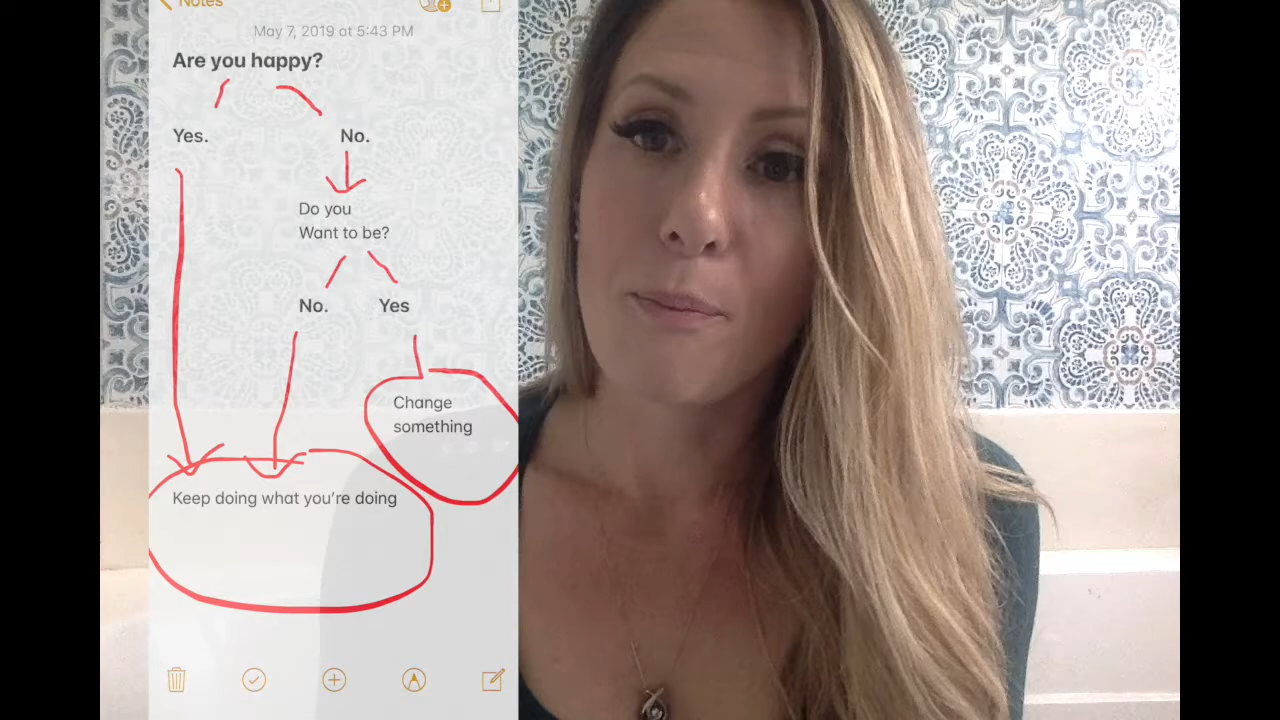 Notes
May 7, 2019 at 5:43 PM
Are you happy?
Yes. No.
Do you
Want to be?
No. Yes
Change
something
Keep doing what you're doing